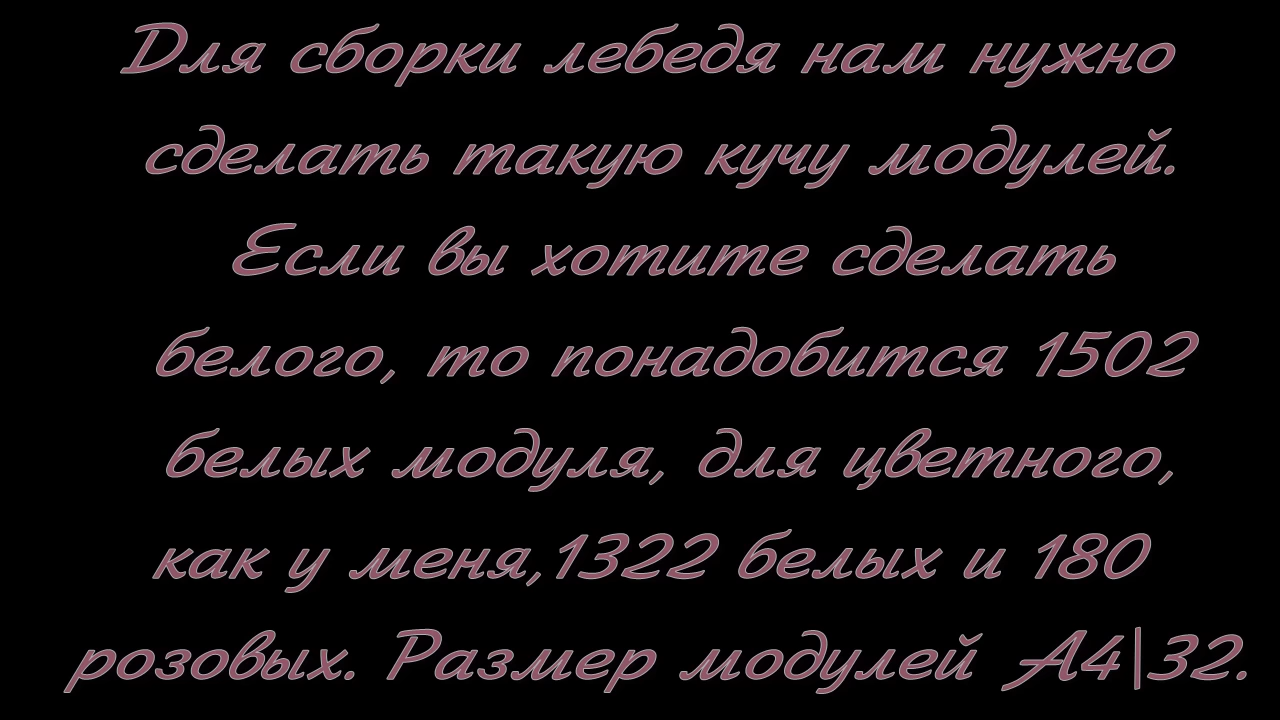 Для сборки лебедя нам нужно
сделать такую кучу модулей.
Если вы хотите сделать
белого, то понадобится 1502
белых модуля, для цветного,
как у меня,1322 белых и 180
розовых. Размер модулей А4|32.